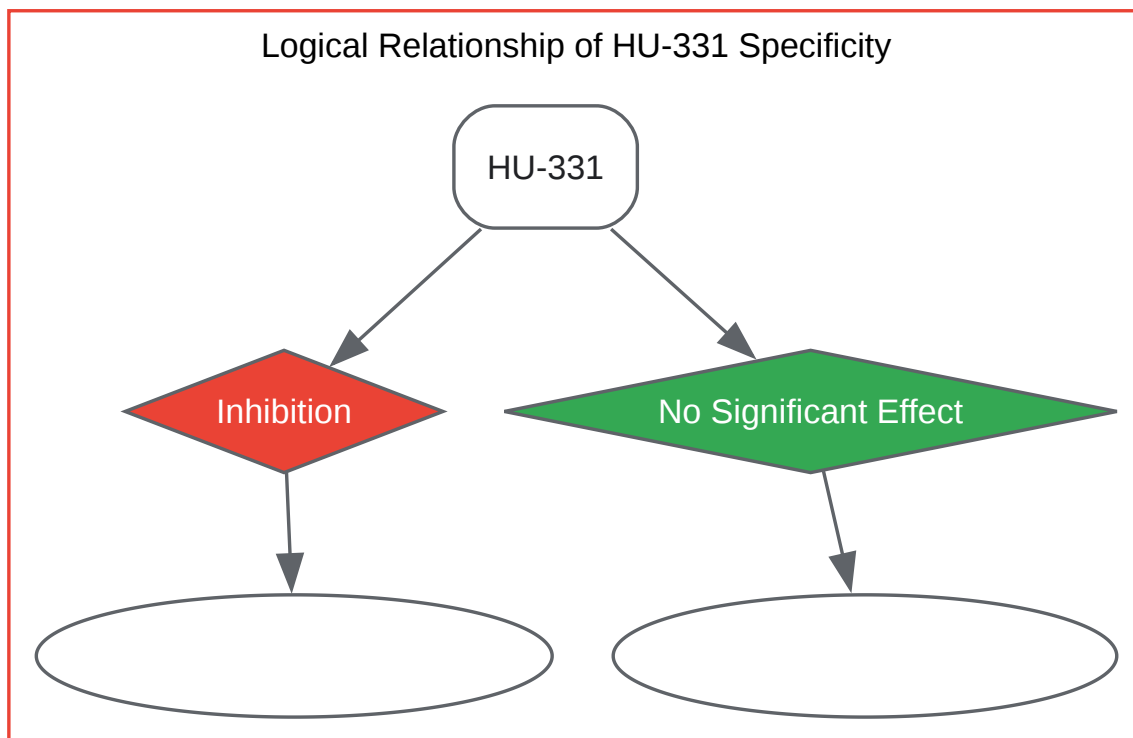 Logical Relationship of HU-331 Specificity
HU-331
Inhibition
No Significant Effect